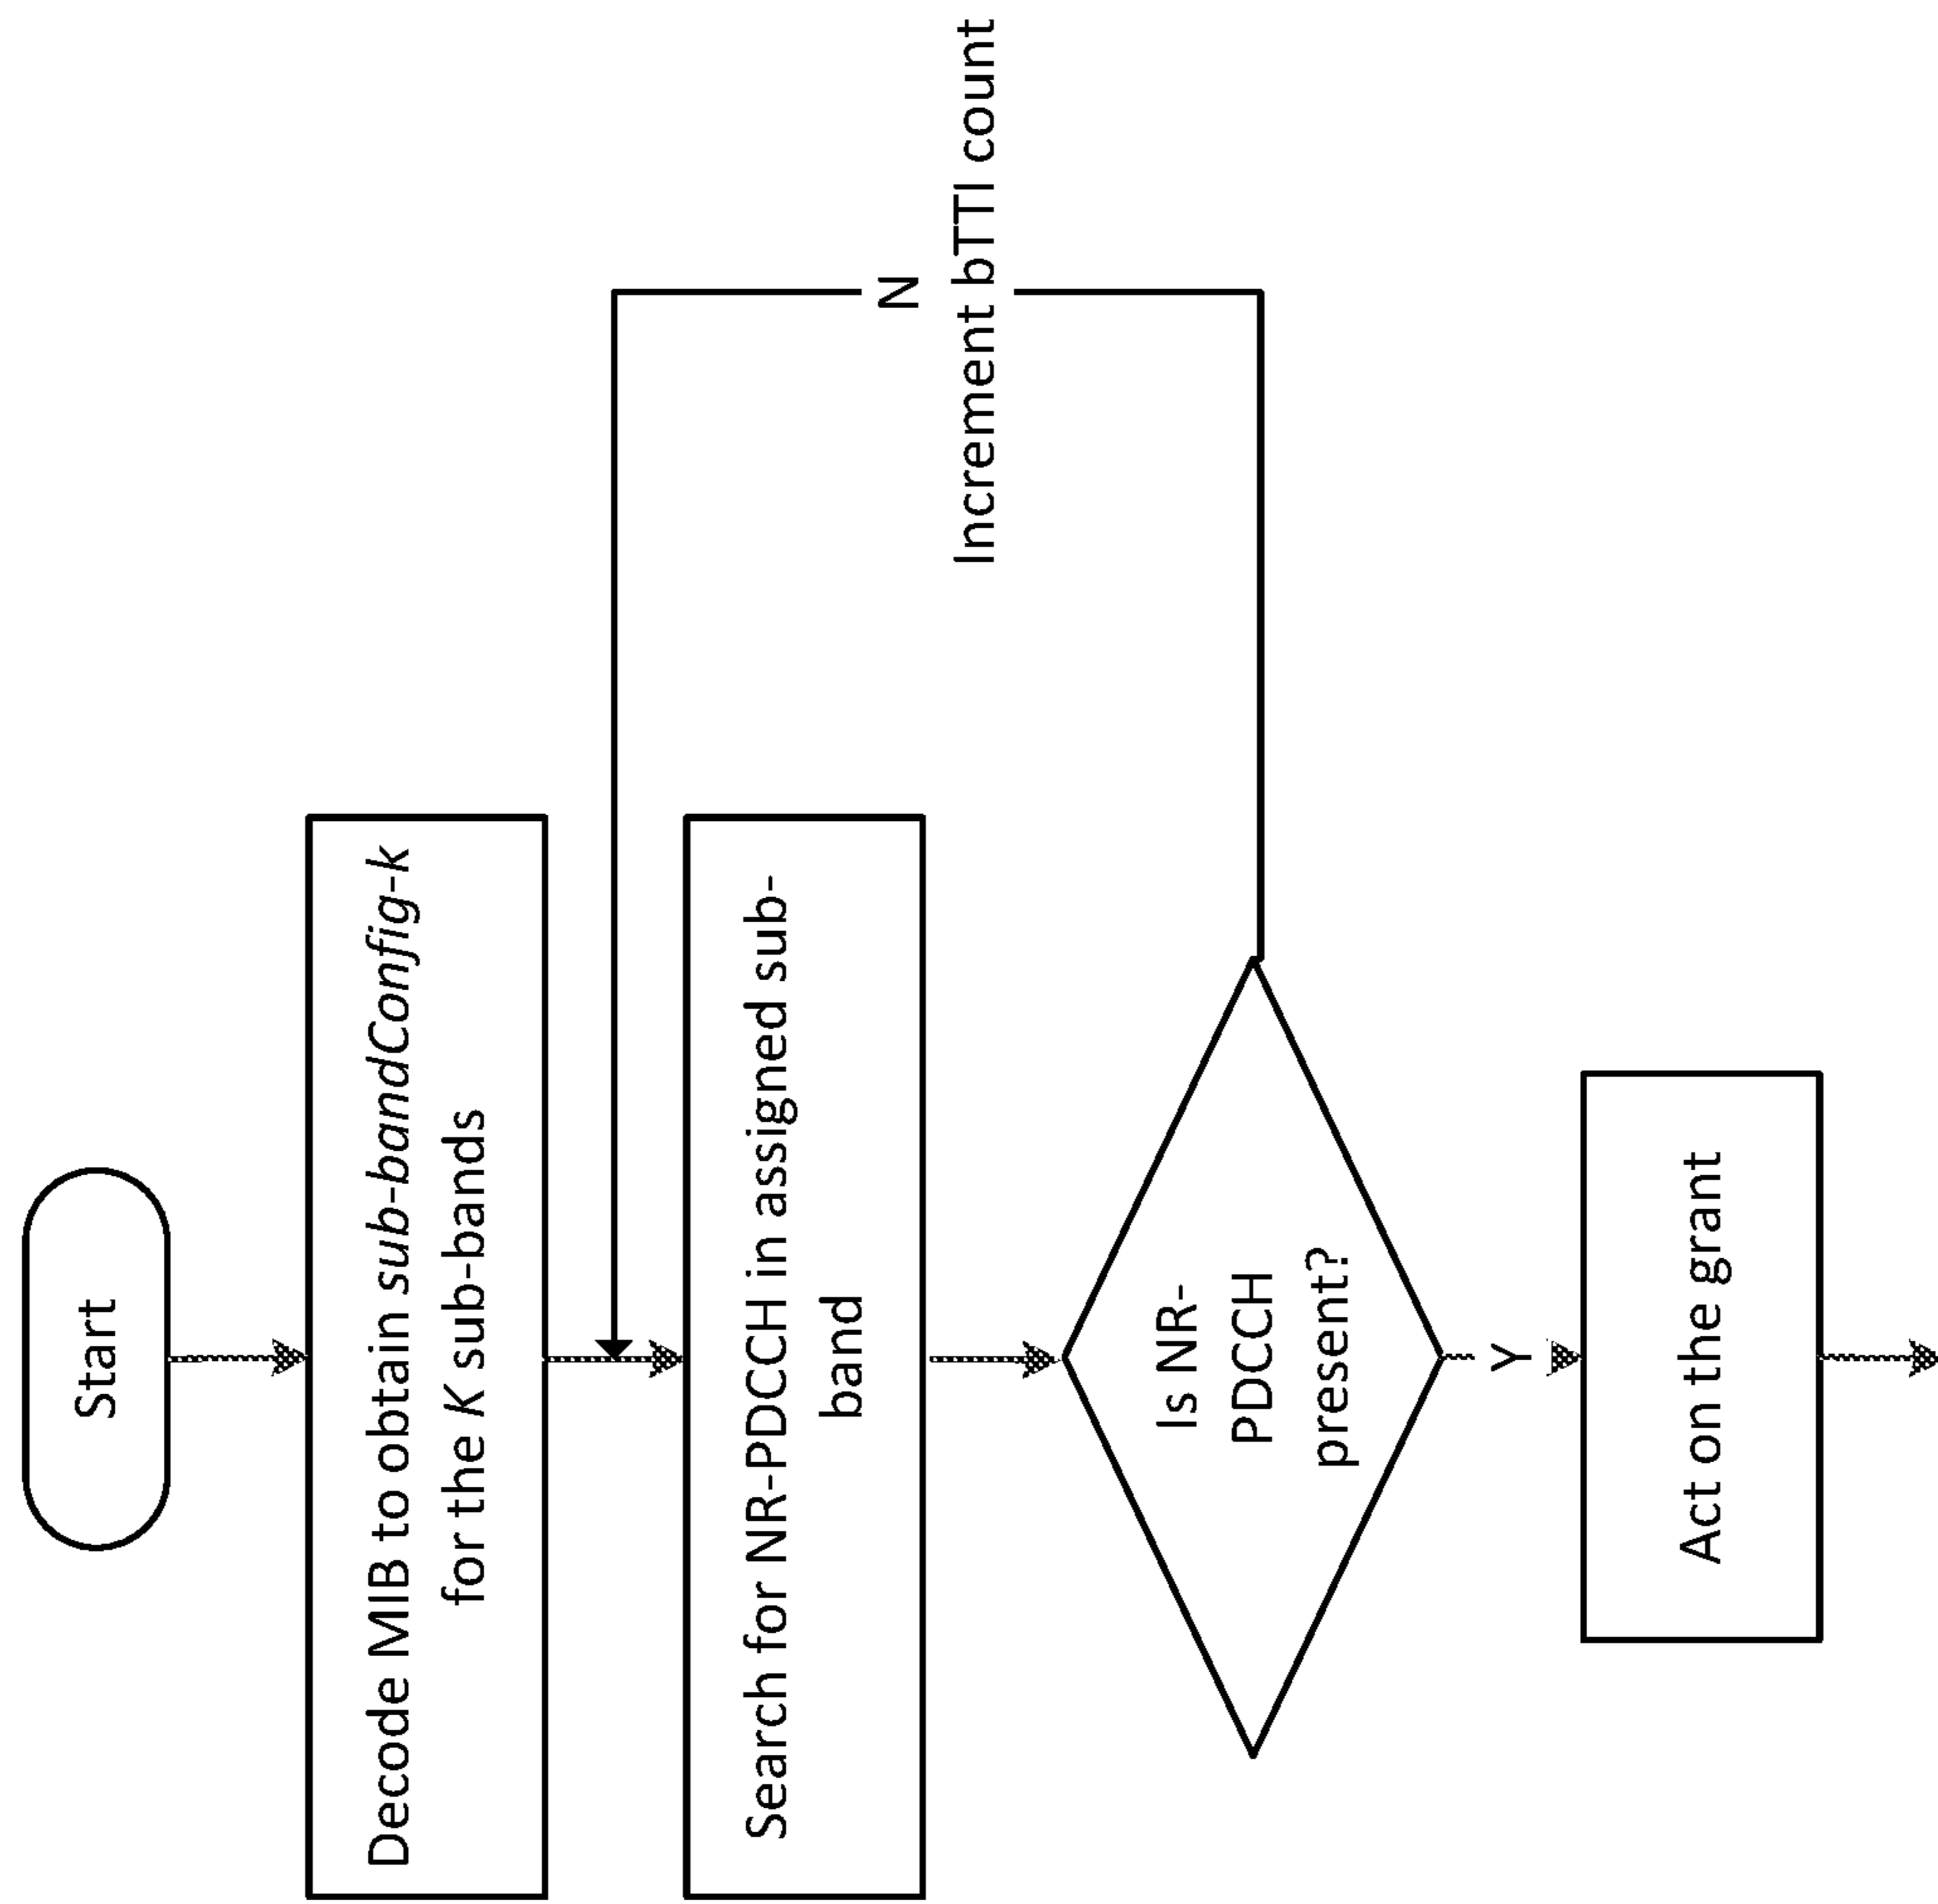 Start
Decode MIB to obtain sub-bandConfig-k
for the K sub-bands
Search for NR-PDCCH in assigned sub-
band
Is NR-
PDCCH
present?
N
Increment bTTI count
Y
Act on the grant